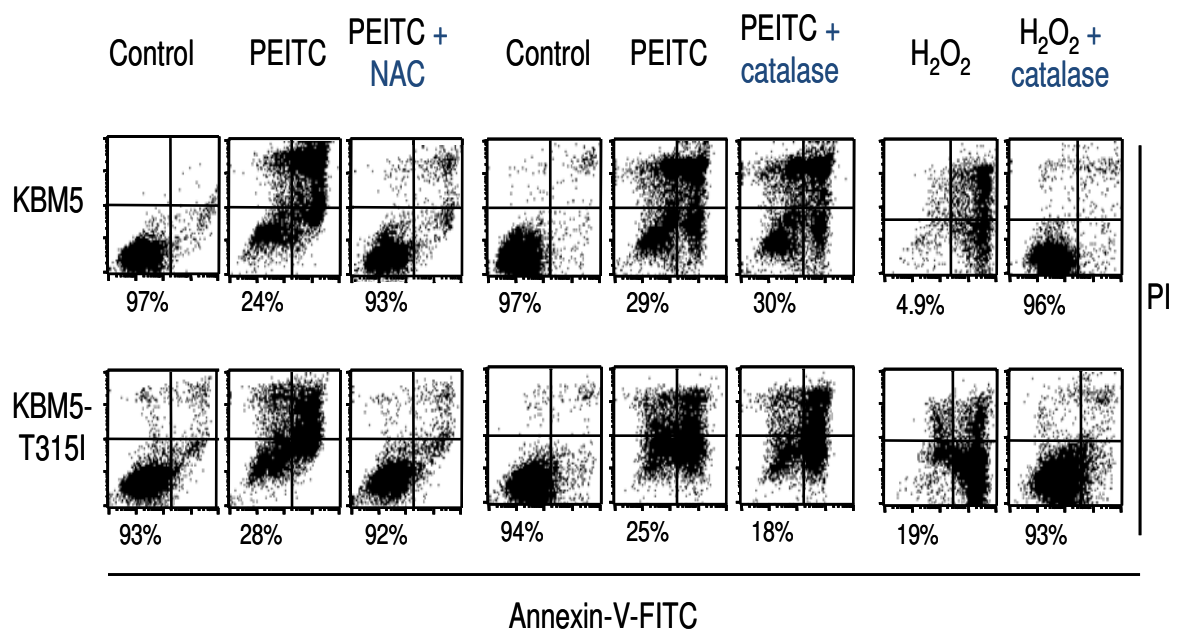 Control PEITC PEITC + NAC Control PEITC PEITC + catalase H₂O₂ H₂O₂ + catalase
KBM5
97% 24% 93% 97% 29% 30% 4.9% 96%
PI
KBM5-
T315I
93% 28% 92% 94% 25% 18% 19% 93%
Annexin-V-FITC